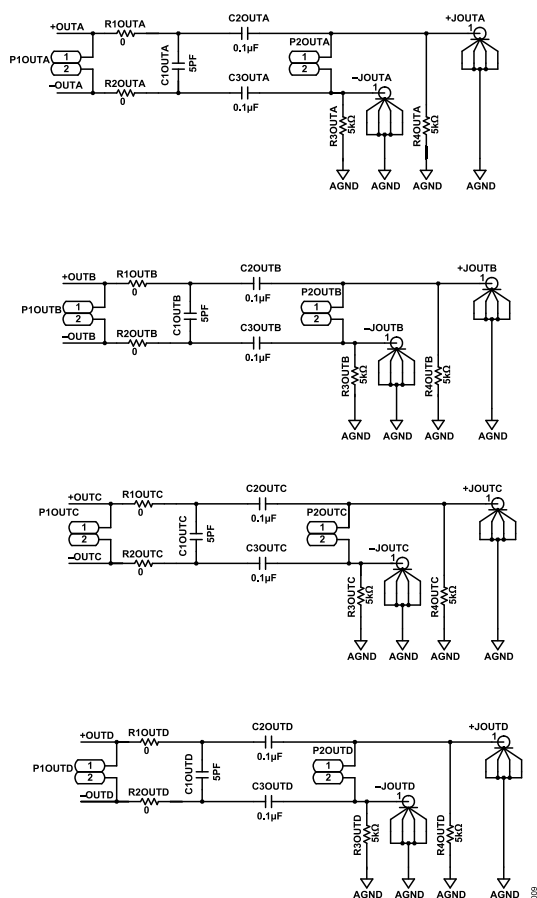 +OUTA R1OUTA C2OUTA +JOUTA
0 0.1µF 1
P1OUTA 1 2 C1OUTA 5PF P2OUTA 1 2
–OUTA R2OUTA C3OUTA –JOUTA
0 0.1µF 1
R3OUTA 5kΩ R4OUTA 5kΩ
AGND AGND AGND AGND
+OUTB R1OUTB C2OUTB +JOUTB
0 0.1µF 1
P1OUTB 1 2 C1OUTB 5PF P2OUTB 1 2
–OUTB R2OUTB C3OUTB –JOUTB
0 0.1µF 1
R3OUTB 5kΩ R4OUTB 5kΩ
AGND AGND AGND AGND
+OUTC R1OUTC C2OUTC +JOUTC
0 0.1µF 1
P1OUTC 1 2 C1OUTC 5PF P2OUTC 1 2
–OUTC R2OUTC C3OUTC –JOUTC
0 0.1µF 1
R3OUTC 5kΩ R4OUTC 5kΩ
AGND AGND AGND AGND
+OUTD R1OUTD C2OUTD +JOUTD
0 0.1µF 1
P1OUTD 1 2 C1OUTD 5PF P2OUTD 1 2
–OUTD R2OUTD C3OUTD –JOUTD
0 0.1µF 1
R3OUTD 5kΩ R4OUTD 5kΩ
AGND AGND AGND AGND
009